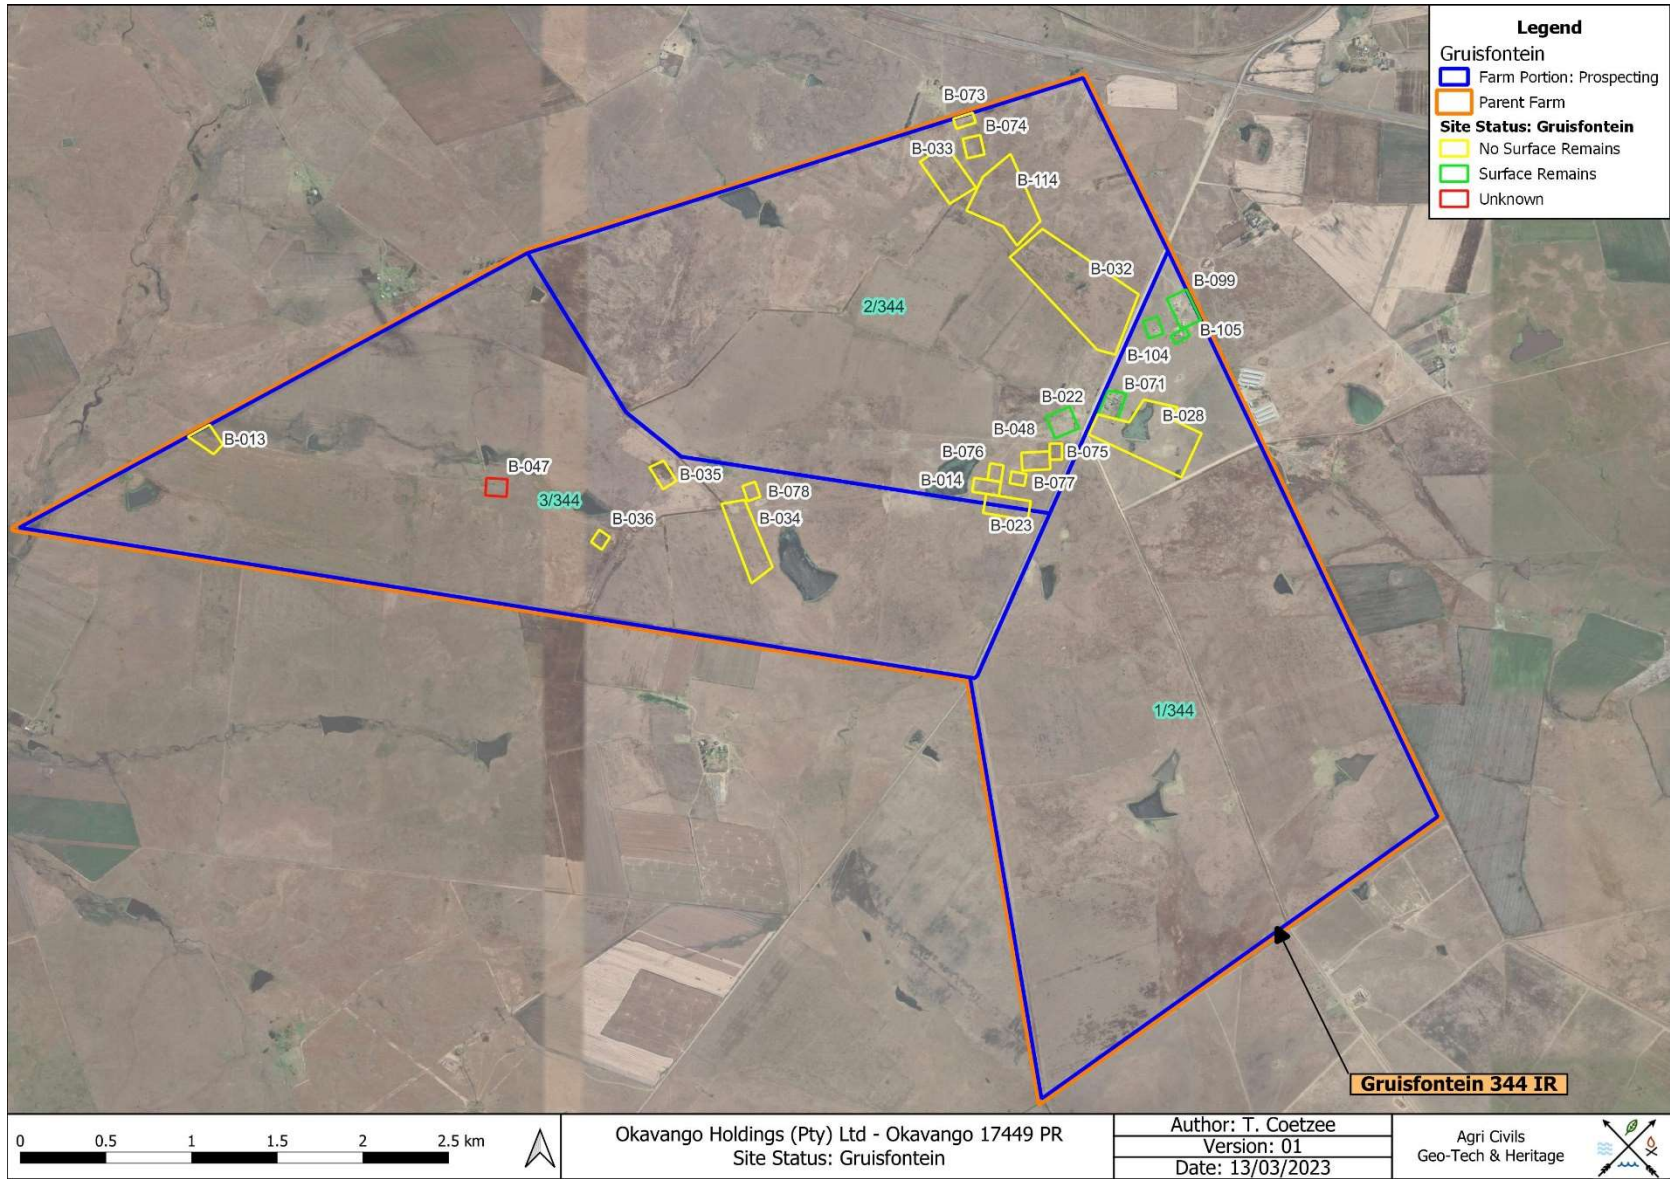 Legend
Gruisfontein
Farm Portion: Prospecting
Parent Farm
Site Status: Gruisfontein
No Surface Remains
Surface Remains
Unknown
B-073
B-074
B-033
B-114
B-032
B-099
2/344
B-105
B-104
B-071
B-022
B-028
B-048
B-013
B-076
B-075
B-047
B-035
B-014
B-077
B-078
3/344
B-036
B-034
B-023
1/344
Gruisfontein 344 IR
0 0.5 1 1.5 2 2.5 km
Okavango Holdings (Pty) Ltd - Okavango 17449 PR
Site Status: Gruisfontein
Author: T. Coetzee
Version: 01
Date: 13/03/2023
Agri Civils
Geo-Tech & Heritage